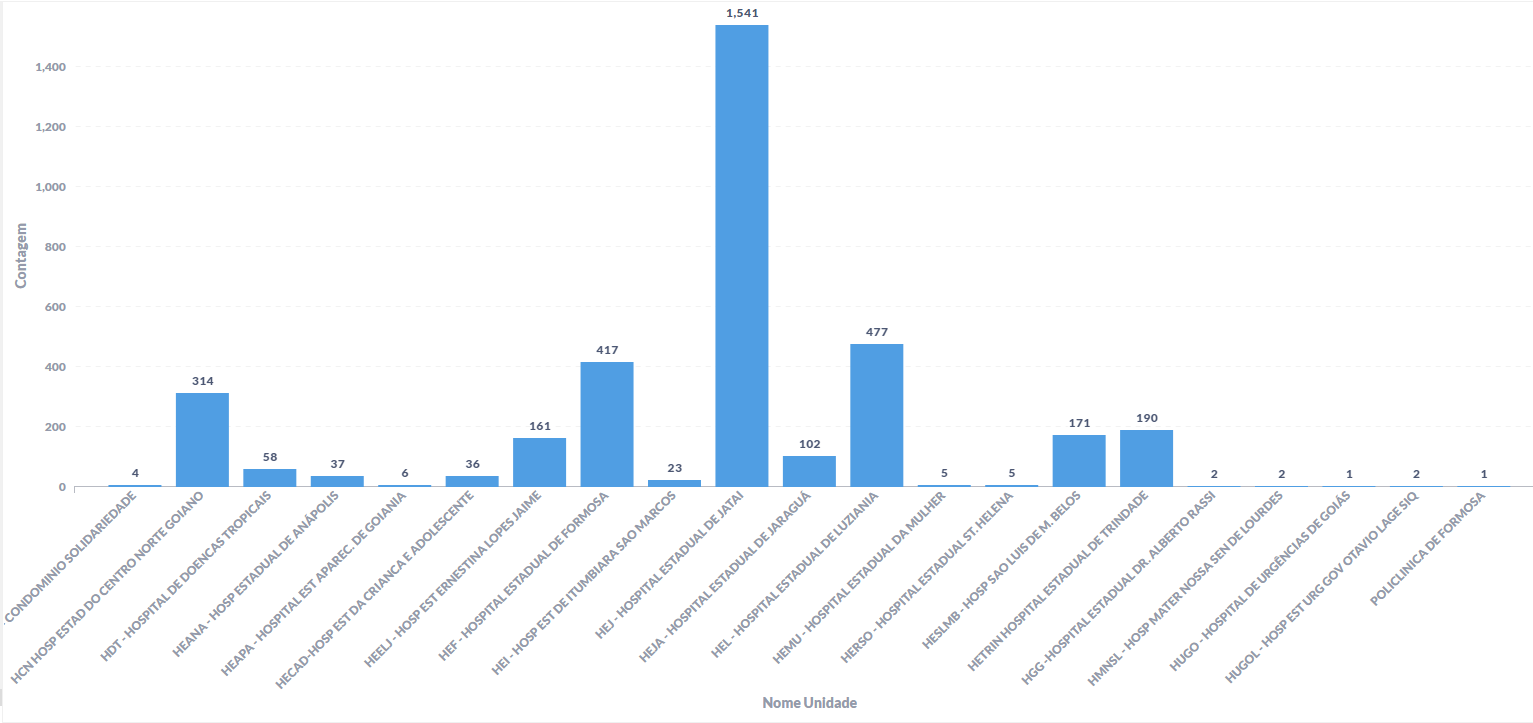 1,541
1,400
1,200
1,000
Contagem
800
600
477
417
400
314
200
190
171
161
102
58
37
36
23
6
5
5
4
2
2
1
2
1
0
CONDOMINIO SOLIDARIEDADE
HCN HOSP ESTAD DO CENTRO NORTE GOIANO
HDT - HOSPITAL DE DOENCAS TROPICAIS
HEANA - HOSP ESTADUAL DE ANÁPOLIS
HEAPA - HOSPITAL EST APAREC. DE GOIANIA
HECAD-HOSP EST DA CRIANCA E ADOLESCENTE
HEELJ - HOSP EST ERNESTINA LOPES JAIME
HEF - HOSPITAL ESTADUAL DE FORMOSA
HEI - HOSP EST DE ITUMBIARA SAO MARCOS
HEJ - HOSPITAL ESTADUAL DE JATAI
HEJA - HOSPITAL ESTADUAL DE JARAGUÁ
HEL - HOSPITAL ESTADUAL DE LUZIANIA
HEMU - HOSPITAL ESTADUAL DA MULHER
HERSO - HOSPITAL ESTADUAL ST. HELENA
HESLMB - HOSP SAO LUIS DE M. BELOS
HETRIN HOSPITAL ESTADUAL DE TRINDADE
HGG -HOSPITAL ESTADUAL DR. ALBERTO RASSI
HMNSL - HOSP MATER NOSSA SEN DE LOURDES
HUGO - HOSPITAL DE URGÊNCIAS DE GOIÁS
HUGOL - HOSP EST URG GOV OTAVIO LAGE SIQ
POLICLINICA DE FORMOSA
Nome Unidade